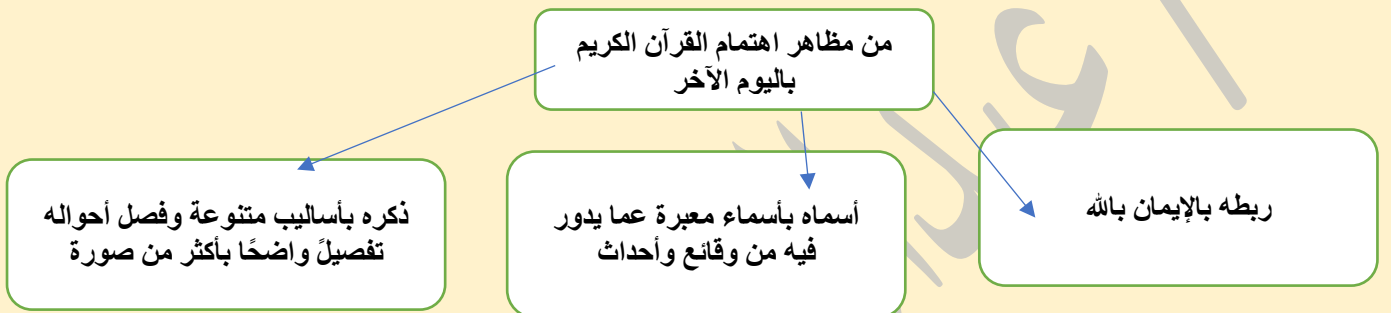 من مظاهر اهتمام القرآن الكريم
باليوم الآخر
ربطه بالإيمان بالله
أسماه بأسماء معبرة عما يدور
فيه من وقائع وأحداث
ذكره بأساليب متنوعة وفصل أحواله
تفصيلً واضحًا بأكثر من صورة